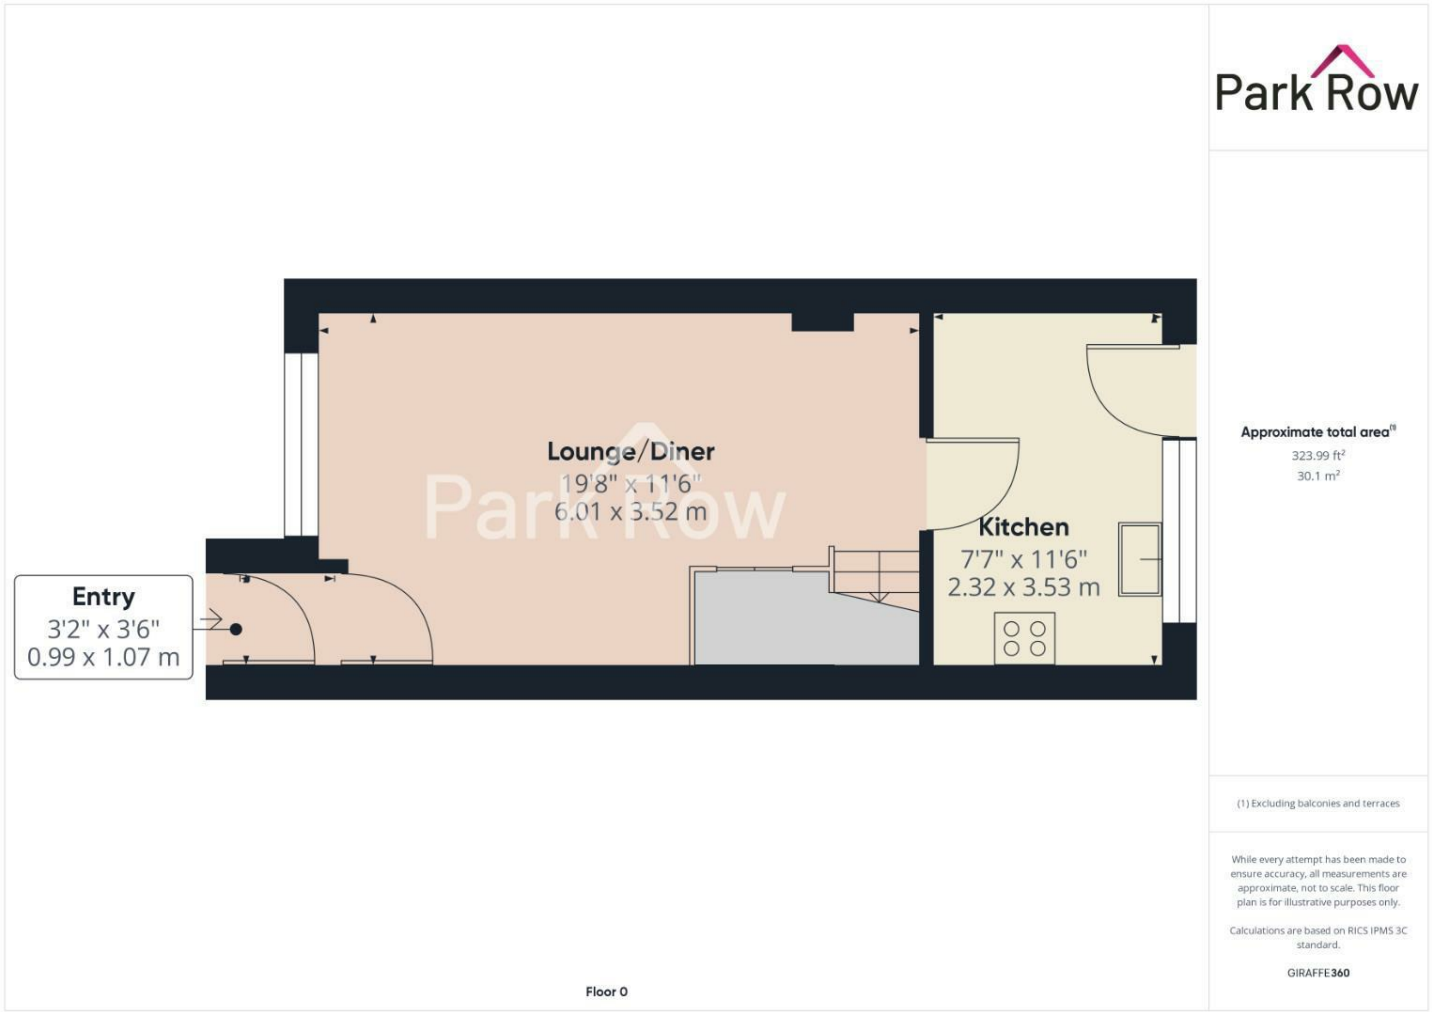 Park Row
Lounge/Diner
19'8" x 11'6"
6.01 x 3.52 m
Park Row
Kitchen
7'7" x 11'6"
2.32 x 3.53 m
Entry
3'2" x 3'6"
0.99 x 1.07 m
Approximate total area⁽¹⁾
323.99 ft²
30.1 m²
(1) Excluding balconies and terraces
While every attempt has been made to
ensure accuracy, all measurements are
approximate, not to scale. This floor
plan is for illustrative purposes only.
Calculations are based on RICS IPMS 3C
standard.
GIRAFFE360
Floor 0